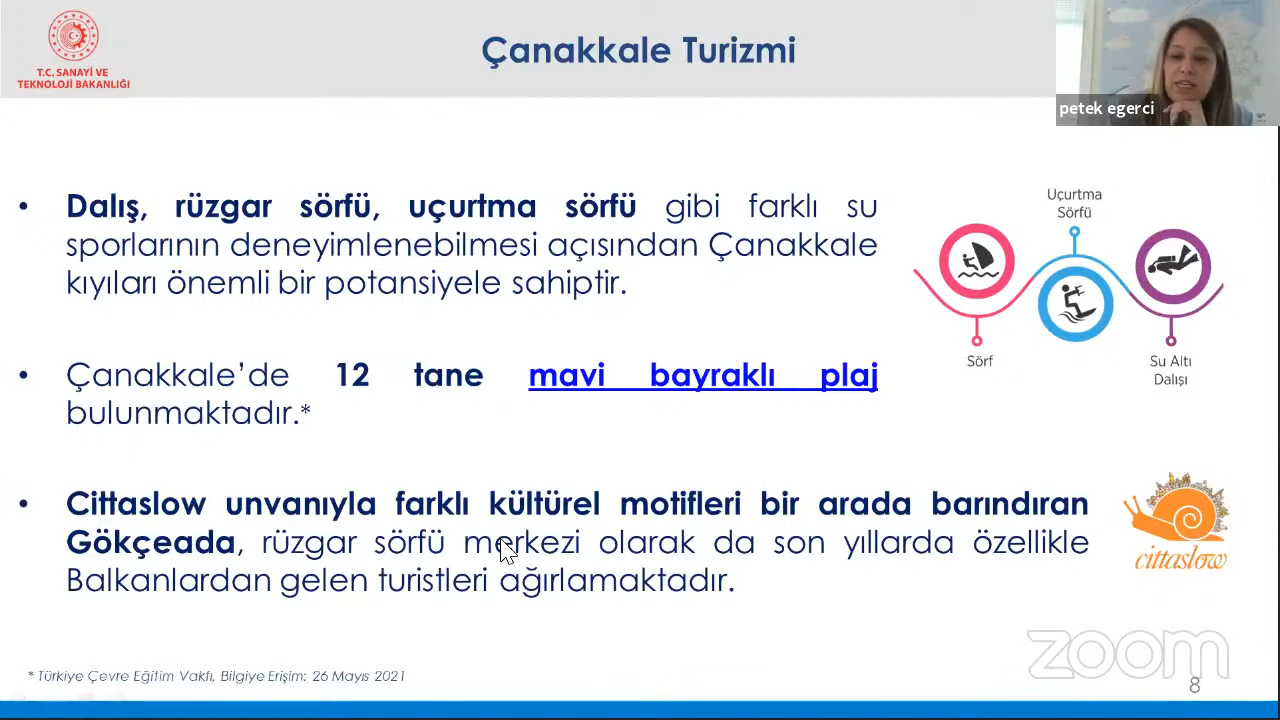 Çanakkale Turizmi
T.C. SANAYİ VE
TEKNOLOJİ BAKANLIĞI
petek egerci
• Dalış, rüzgar sörfü, uçurtma sörfü gibi farklı su
sporlarının deneyimlenebilmesi açısından Çanakkale
kıyıları önemli bir potansiyele sahiptir.
Uçurtma
Sörfü
Sörf
Su Altı
Dalışı
• Çanakkale'de 12 tane mavi bayraklı plaj
bulunmaktadır.*
• Cittaslow unvanıyla farklı kültürel motifleri bir arada barındıran
Gökçeada, rüzgar sörfü merkezi olarak da son yıllarda özellikle
Balkanlardan gelen turistleri ağırlamaktadır.
cittaslow
* Türkiye Çevre Eğitim Vakfı, Bilgiye Erişim: 26 Mayıs 2021
zoom
8